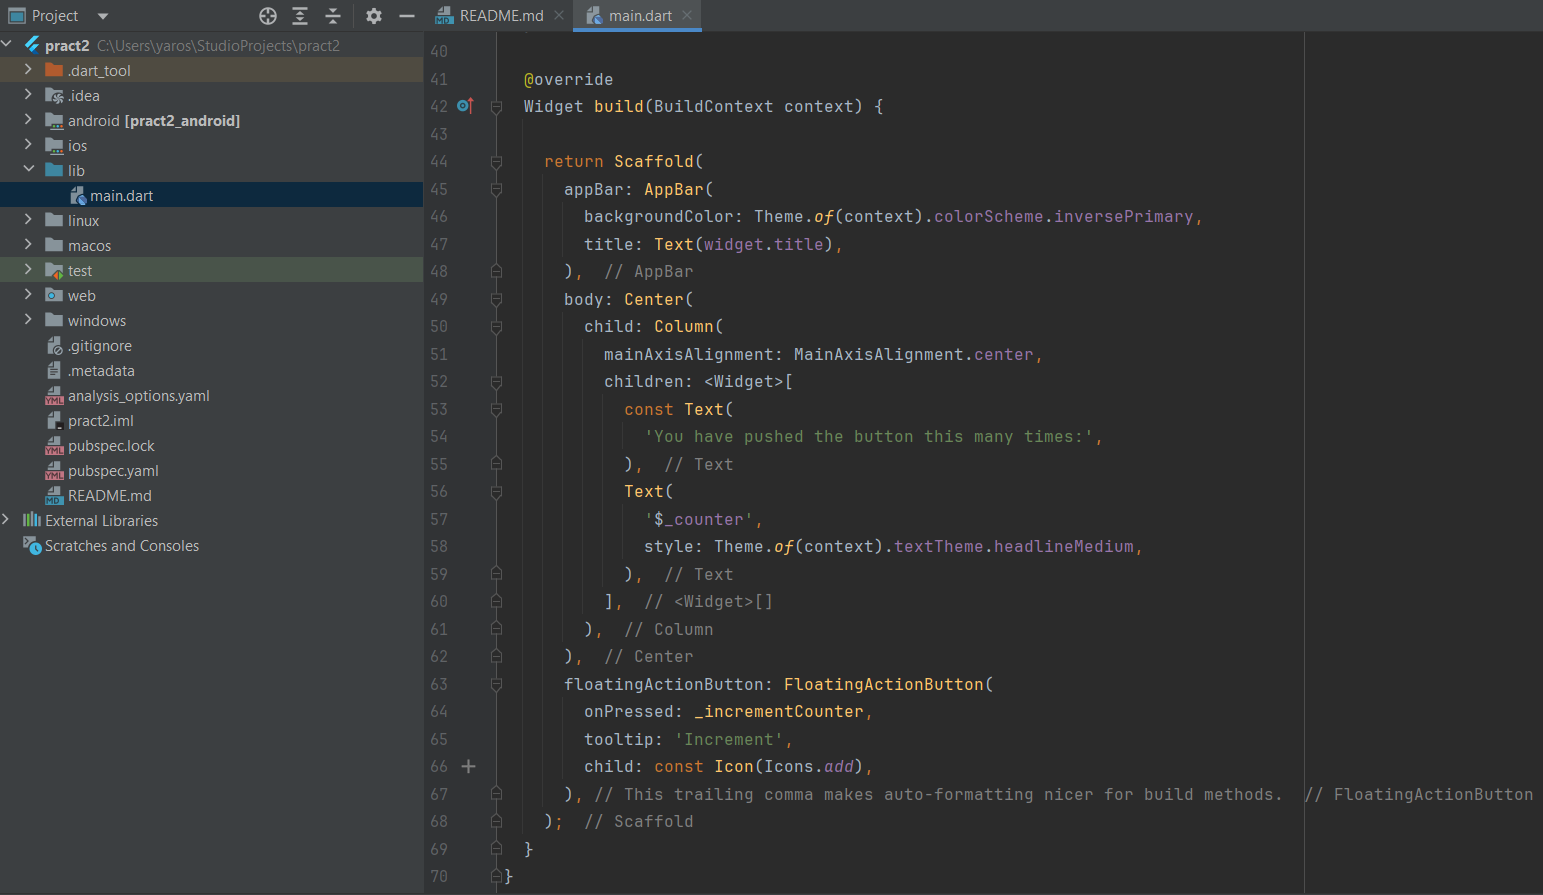 Project
README.md
main.dart
pract2 C:\Users\yaros\StudioProjects\pract2
.dart_tool
.idea
android [pract2_android]
ios
lib
main.dart
linux
macos
test
web
windows
.gitignore
.metadata
analysis_options.yaml
pract2.iml
pubspec.lock
pubspec.yaml
README.md
External Libraries
Scratches and Consoles
40
41 @override
42 Widget build(BuildContext context) {
43
44 return Scaffold(
45 appBar: AppBar(
46 backgroundColor: Theme.of(context).colorScheme.inversePrimary,
47 title: Text(widget.title),
48 ), // AppBar
49 body: Center(
50 child: Column(
51 mainAxisAlignment: MainAxisAlignment.center,
52 children: <Widget>[
53 const Text(
54 'You have pushed the button this many times:',
55 ), // Text
56 Text(
57 '$_counter',
58 style: Theme.of(context).textTheme.headlineMedium,
59 ), // Text
60 ], // <Widget>[]
61 ), // Column
62 ), // Center
63 floatingActionButton: FloatingActionButton(
64 onPressed: _incrementCounter,
65 tooltip: 'Increment',
66 child: const Icon(Icons.add),
67 ), // This trailing comma makes auto-formatting nicer for build methods. // FloatingActionButton
68 ); // Scaffold
69 }
70 }